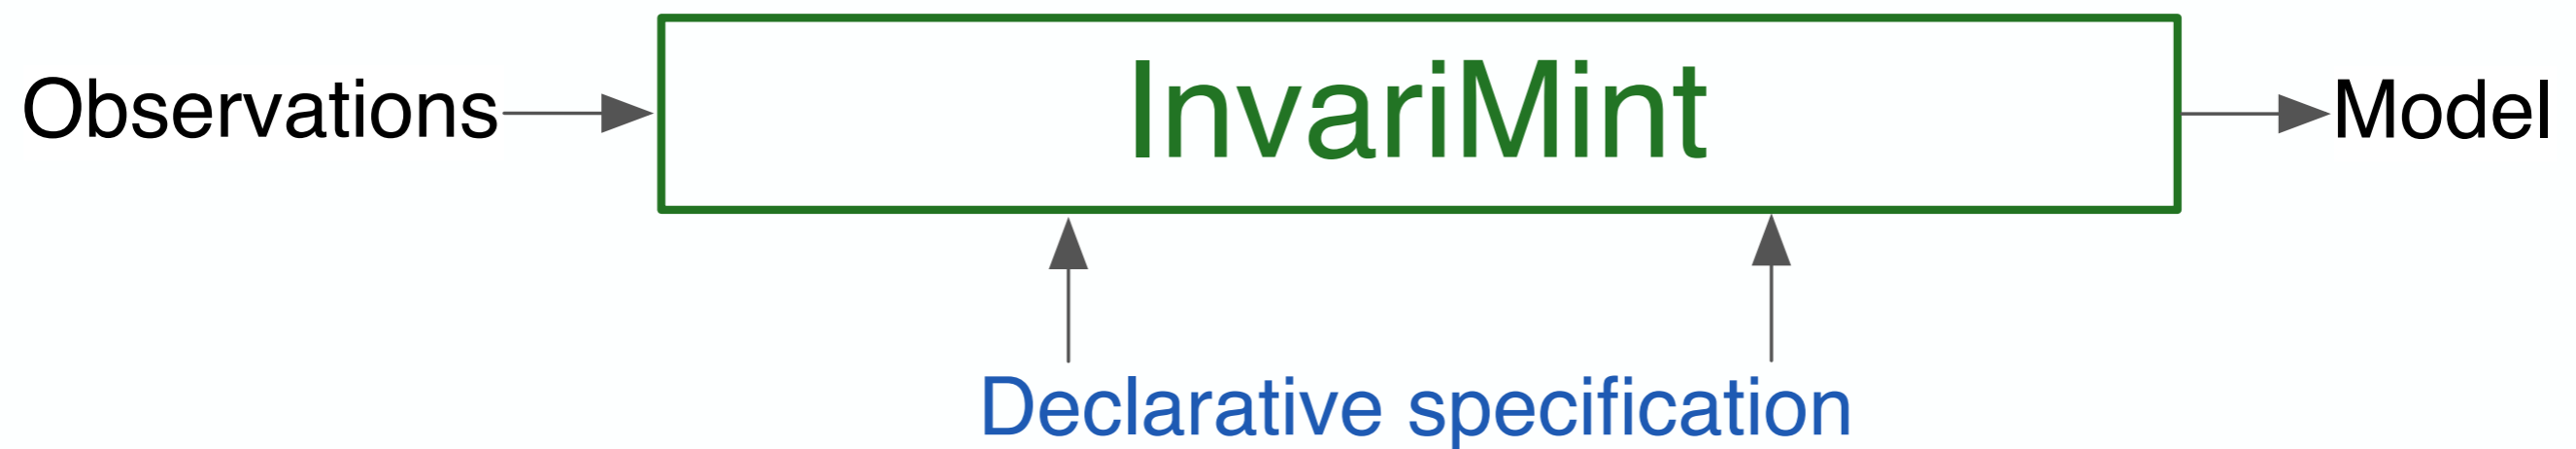 InvariMint
Observations
Model
Declarative specification